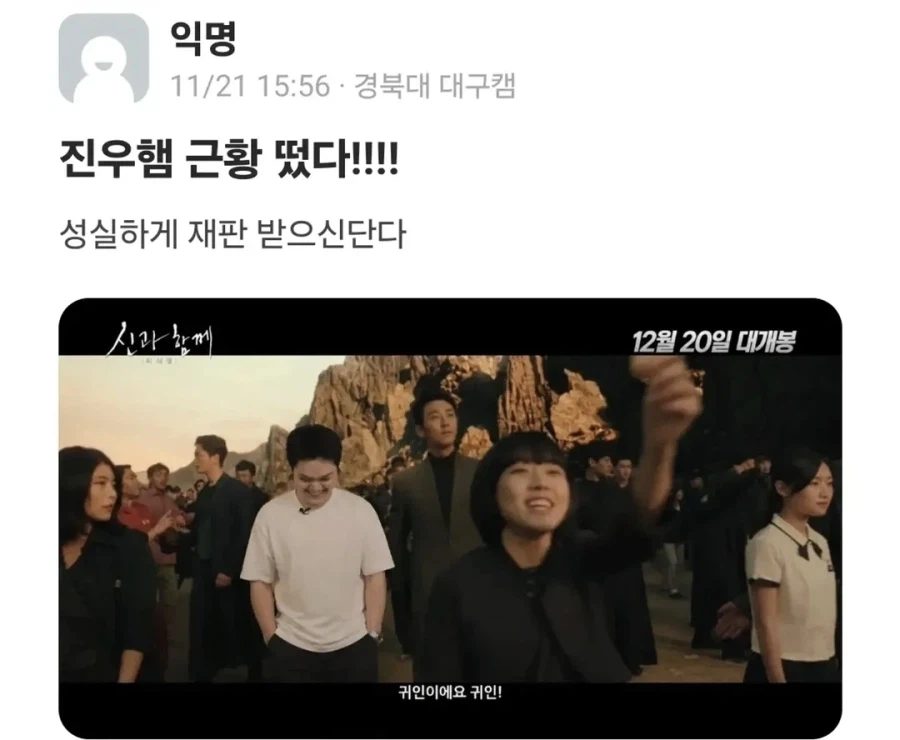 익명
11/21 15:56 · 경북대 대구캠
진우햄 근황 떴다!!!!
성실하게 재판 받으신단다
신과함께
12월 20일 대개봉
귀인이에요 귀인!